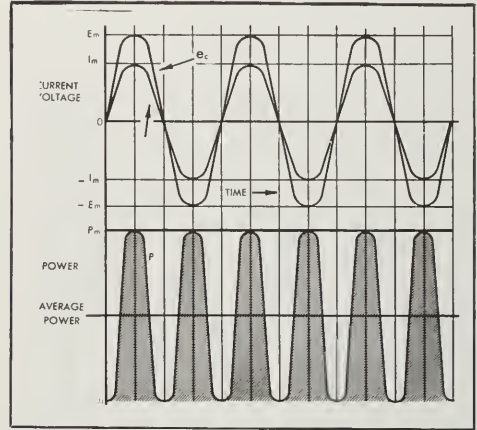 Em
Im
ec
:URRENT
'OLTAGE
0
TIME
- Im
- Em
Pm
P
POWER
AVERAGE
POWER